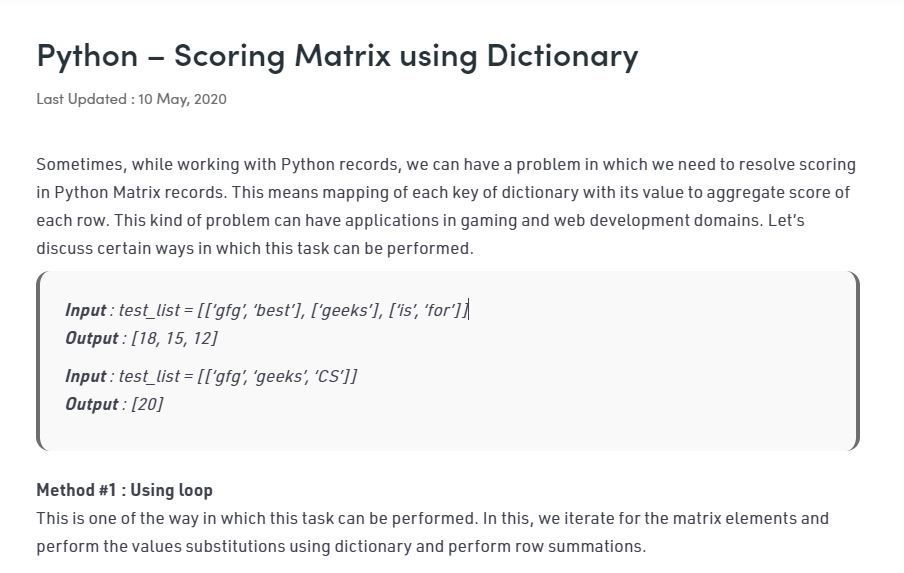 Python – Scoring Matrix using Dictionary
Last Updated : 10 May, 2020
Sometimes, while working with Python records, we can have a problem in which we need to resolve scoring
in Python Matrix records. This means mapping of each key of dictionary with its value to aggregate score of
each row. This kind of problem can have applications in gaming and web development domains. Let’s
discuss certain ways in which this task can be performed.
Input : test_list = [[‘gfg’, ‘best’], [‘geeks’], [‘is’, ‘for’]]
Output : [18, 15, 12]
Input : test_list = [[‘gfg’, ‘geeks’, ‘CS’]]
Output : [20]
Method #1 : Using loop
This is one of the way in which this task can be performed. In this, we iterate for the matrix elements and
perform the values substitutions using dictionary and perform row summations.